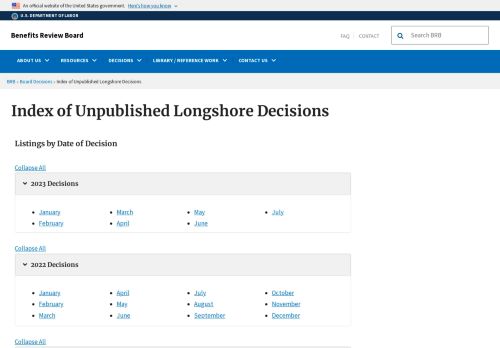 An official website of the United States government. Here's how you know
U.S. DEPARTMENT OF LABOR
Benefits Review Board
FAQ CONTACT
Search BRB
ABOUT US RESOURCES DECISIONS LIBRARY / REFERENCE WORK CONTACT US
BRB › Board Decisions › Index of Unpublished Longshore Decisions
Index of Unpublished Longshore Decisions
Listings by Date of Decision
Collapse All
2023 Decisions
January March May July
February April June
Collapse All
2022 Decisions
January April July October
February May August November
March June September December
Collapse All